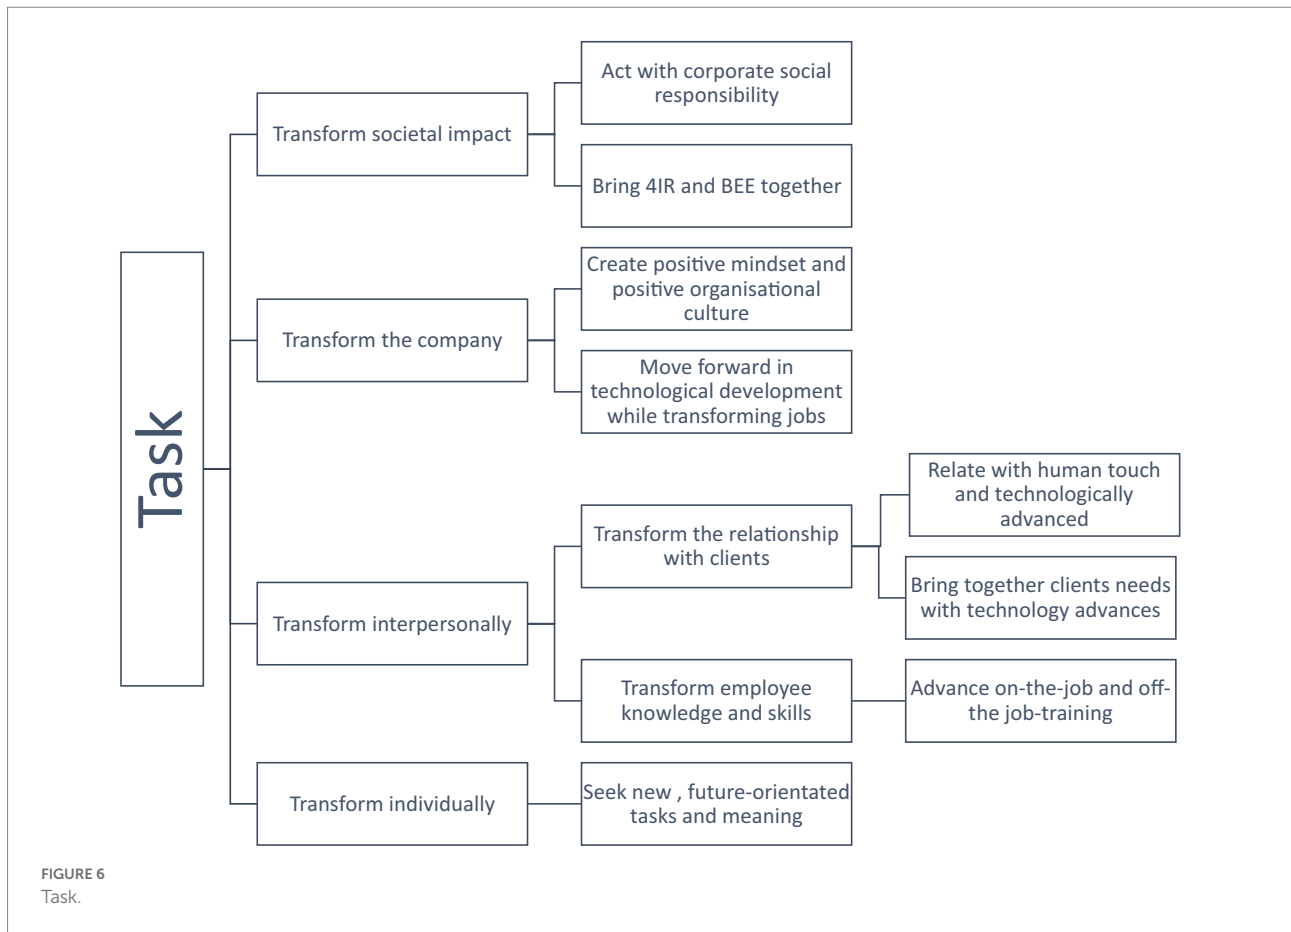 Task
Transform societal impact
Act with corporate social
responsibility
Bring 4IR and BEE together
Transform the company
Create positive mindset and
positive organisational
culture
Move forward in
technological development
while transforming jobs
Transform interpersonally
Transform the relationship
with clients
Relate with human touch
and technologically
advanced
Bring together clients needs
with technology advances
Transform employee
knowledge and skills
Advance on-the-job and off-
the job-training
Transform individually
Seek new , future-orientated
tasks and meaning
FIGURE 6
Task.